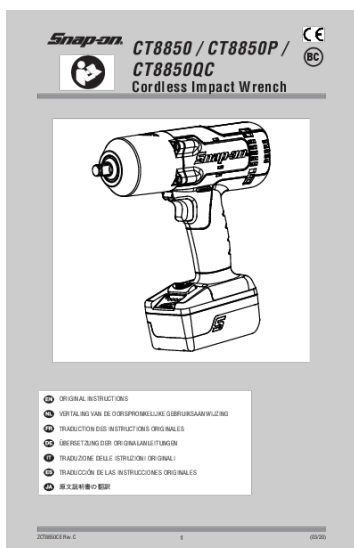 Snap-on.
CT8850 / CT8850P /
CT8850QC
Cordless Impact Wrench
CE
BC
Snap-on
S
EN ORIGINAL INSTRUCTIONS
NL VERTALING VAN DE OORSPRONKELIJKE GEBRUIKSAANWIJZING
FR TRADUCTION DES INSTRUCTIONS ORIGINALES
DE ÜBERSETZUNG DER ORIGINALANLEITUNGEN
IT TRADUZIONE DELLE ISTRUZIONI ORIGINALI
ES TRADUCCIÓN DE LAS INSTRUCCIONES ORIGINALES
JA 原文説明書の翻訳
1